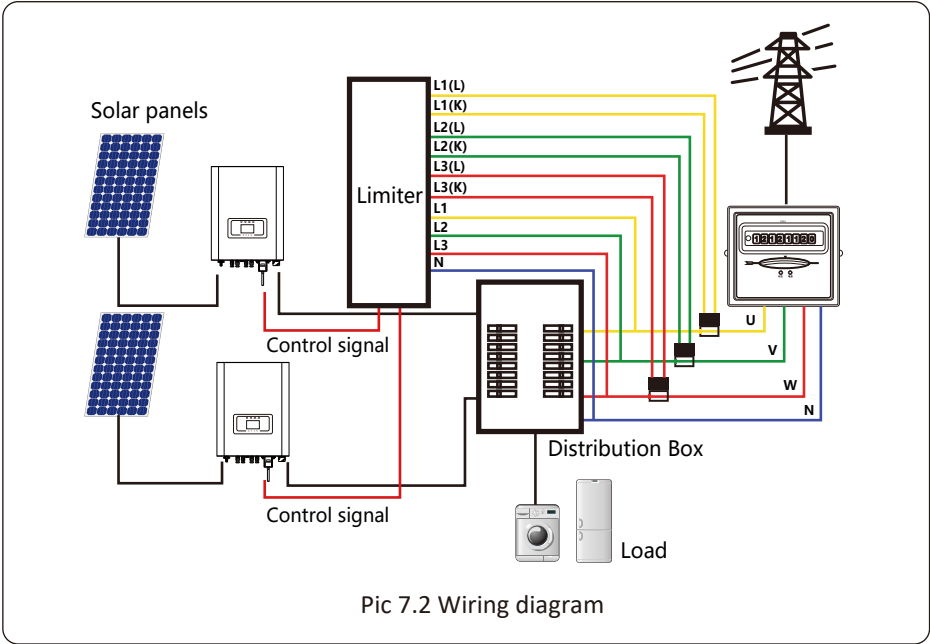 Solar panels
Limiter
L1(L)
L1(K)
L2(L)
L2(K)
L3(L)
L3(K)
L1
L2
L3
N
12121120
U
V
W
N
Control signal
Control signal
Distribution Box
Load
Pic 7.2 Wiring diagram